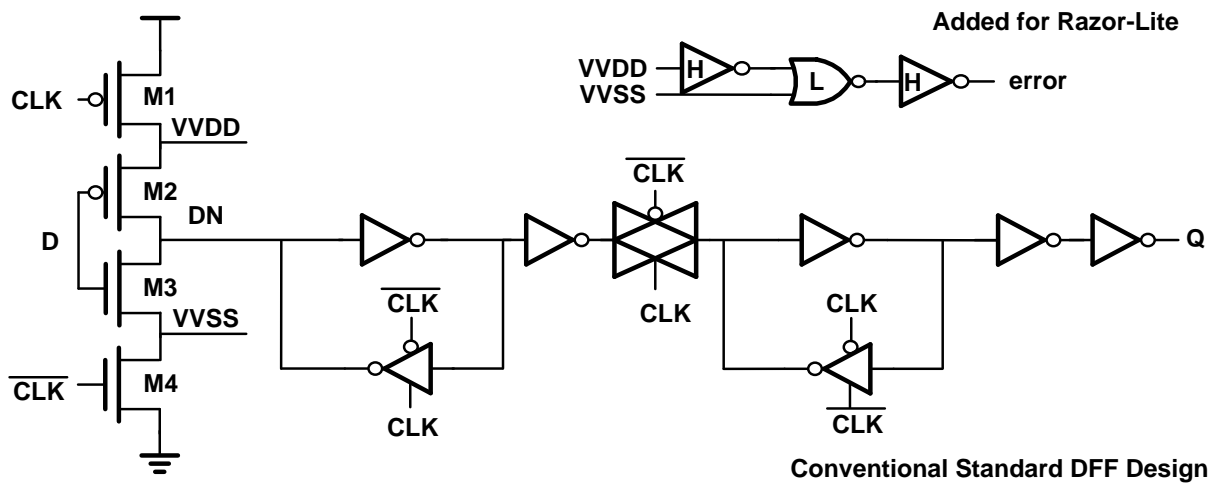 Added for Razor-Lite
VVDD
VVSS
H
L
H
error
CLK
M1
VVDD
M2
D
DN
M3
VVSS
CLK
M4
CLK
CLK
CLK
CLK
CLK
CLK
Q
Conventional Standard DFF Design